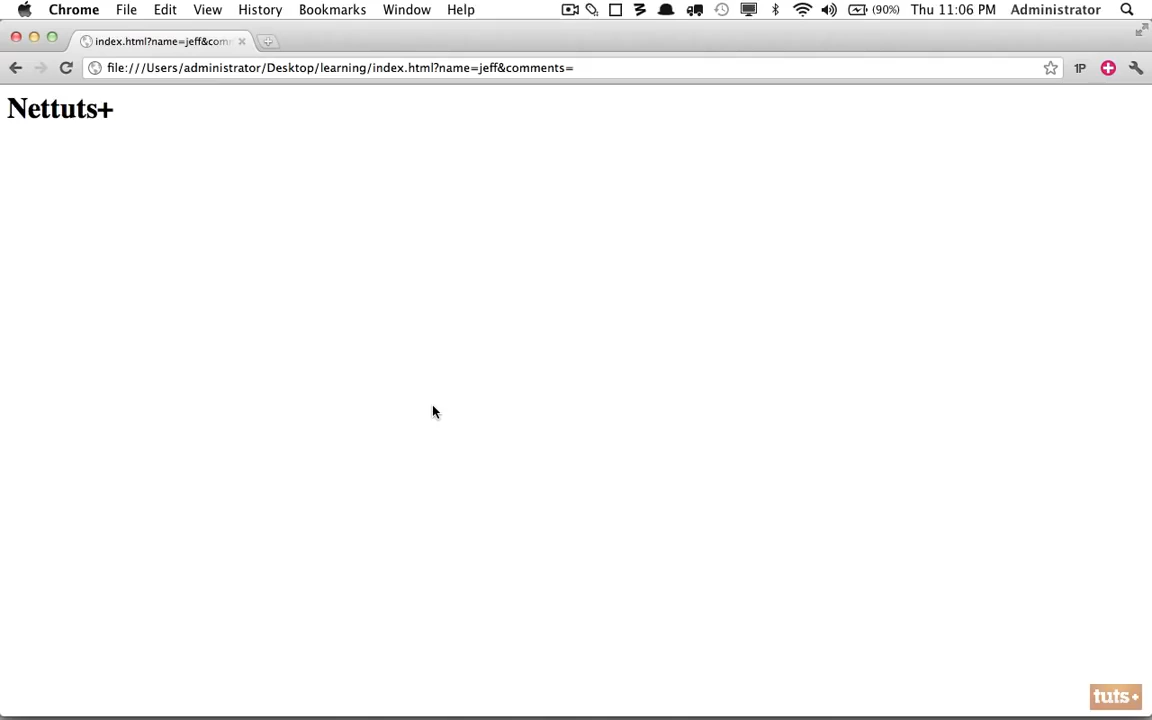 Chrome File Edit View History Bookmarks Window Help (90%) Thu 11:06 PM Administrator
index.html?name=jeff&com
file:///Users/administrator/Desktop/learning/index.html?name=jeff&comments= 1P
Nettuts+
tuts+